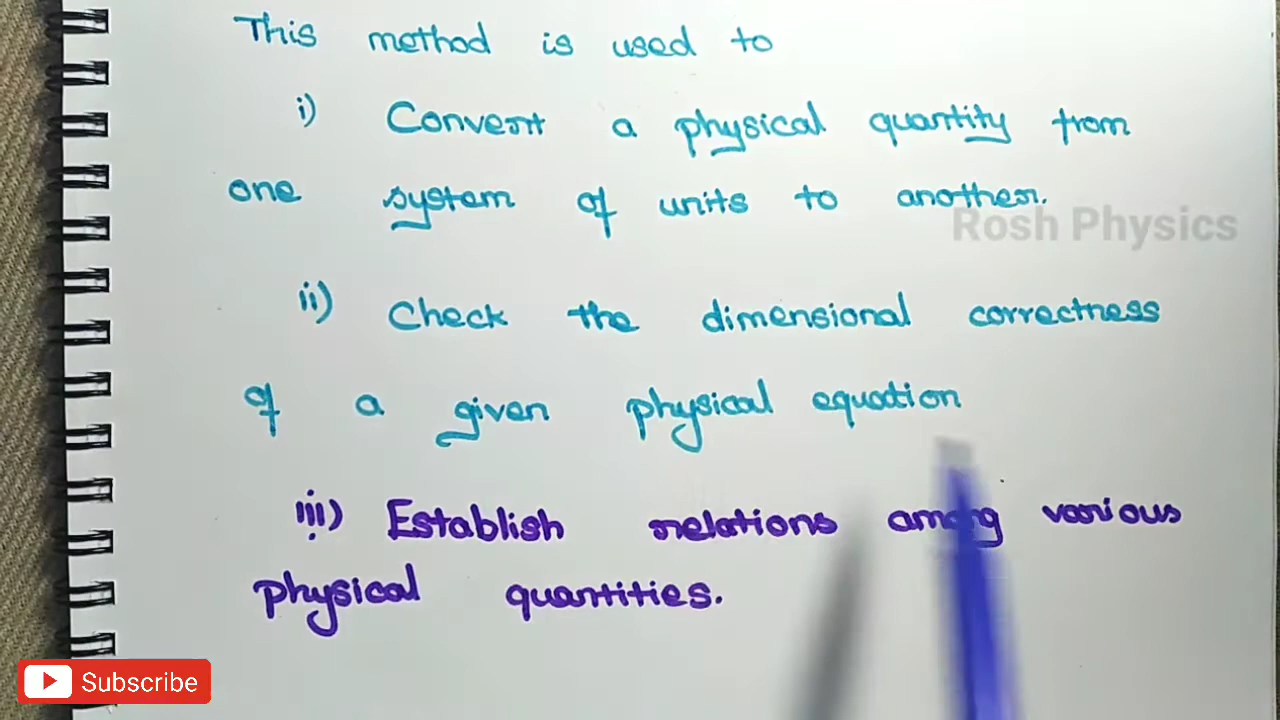 This method is used to
i) Convert a physical quantity from
one system of units to another.
Rosh Physics
ii) Check the dimensional correctness
of a given physical equation
iii) Establish relations among various
physical quantities.
Subscribe